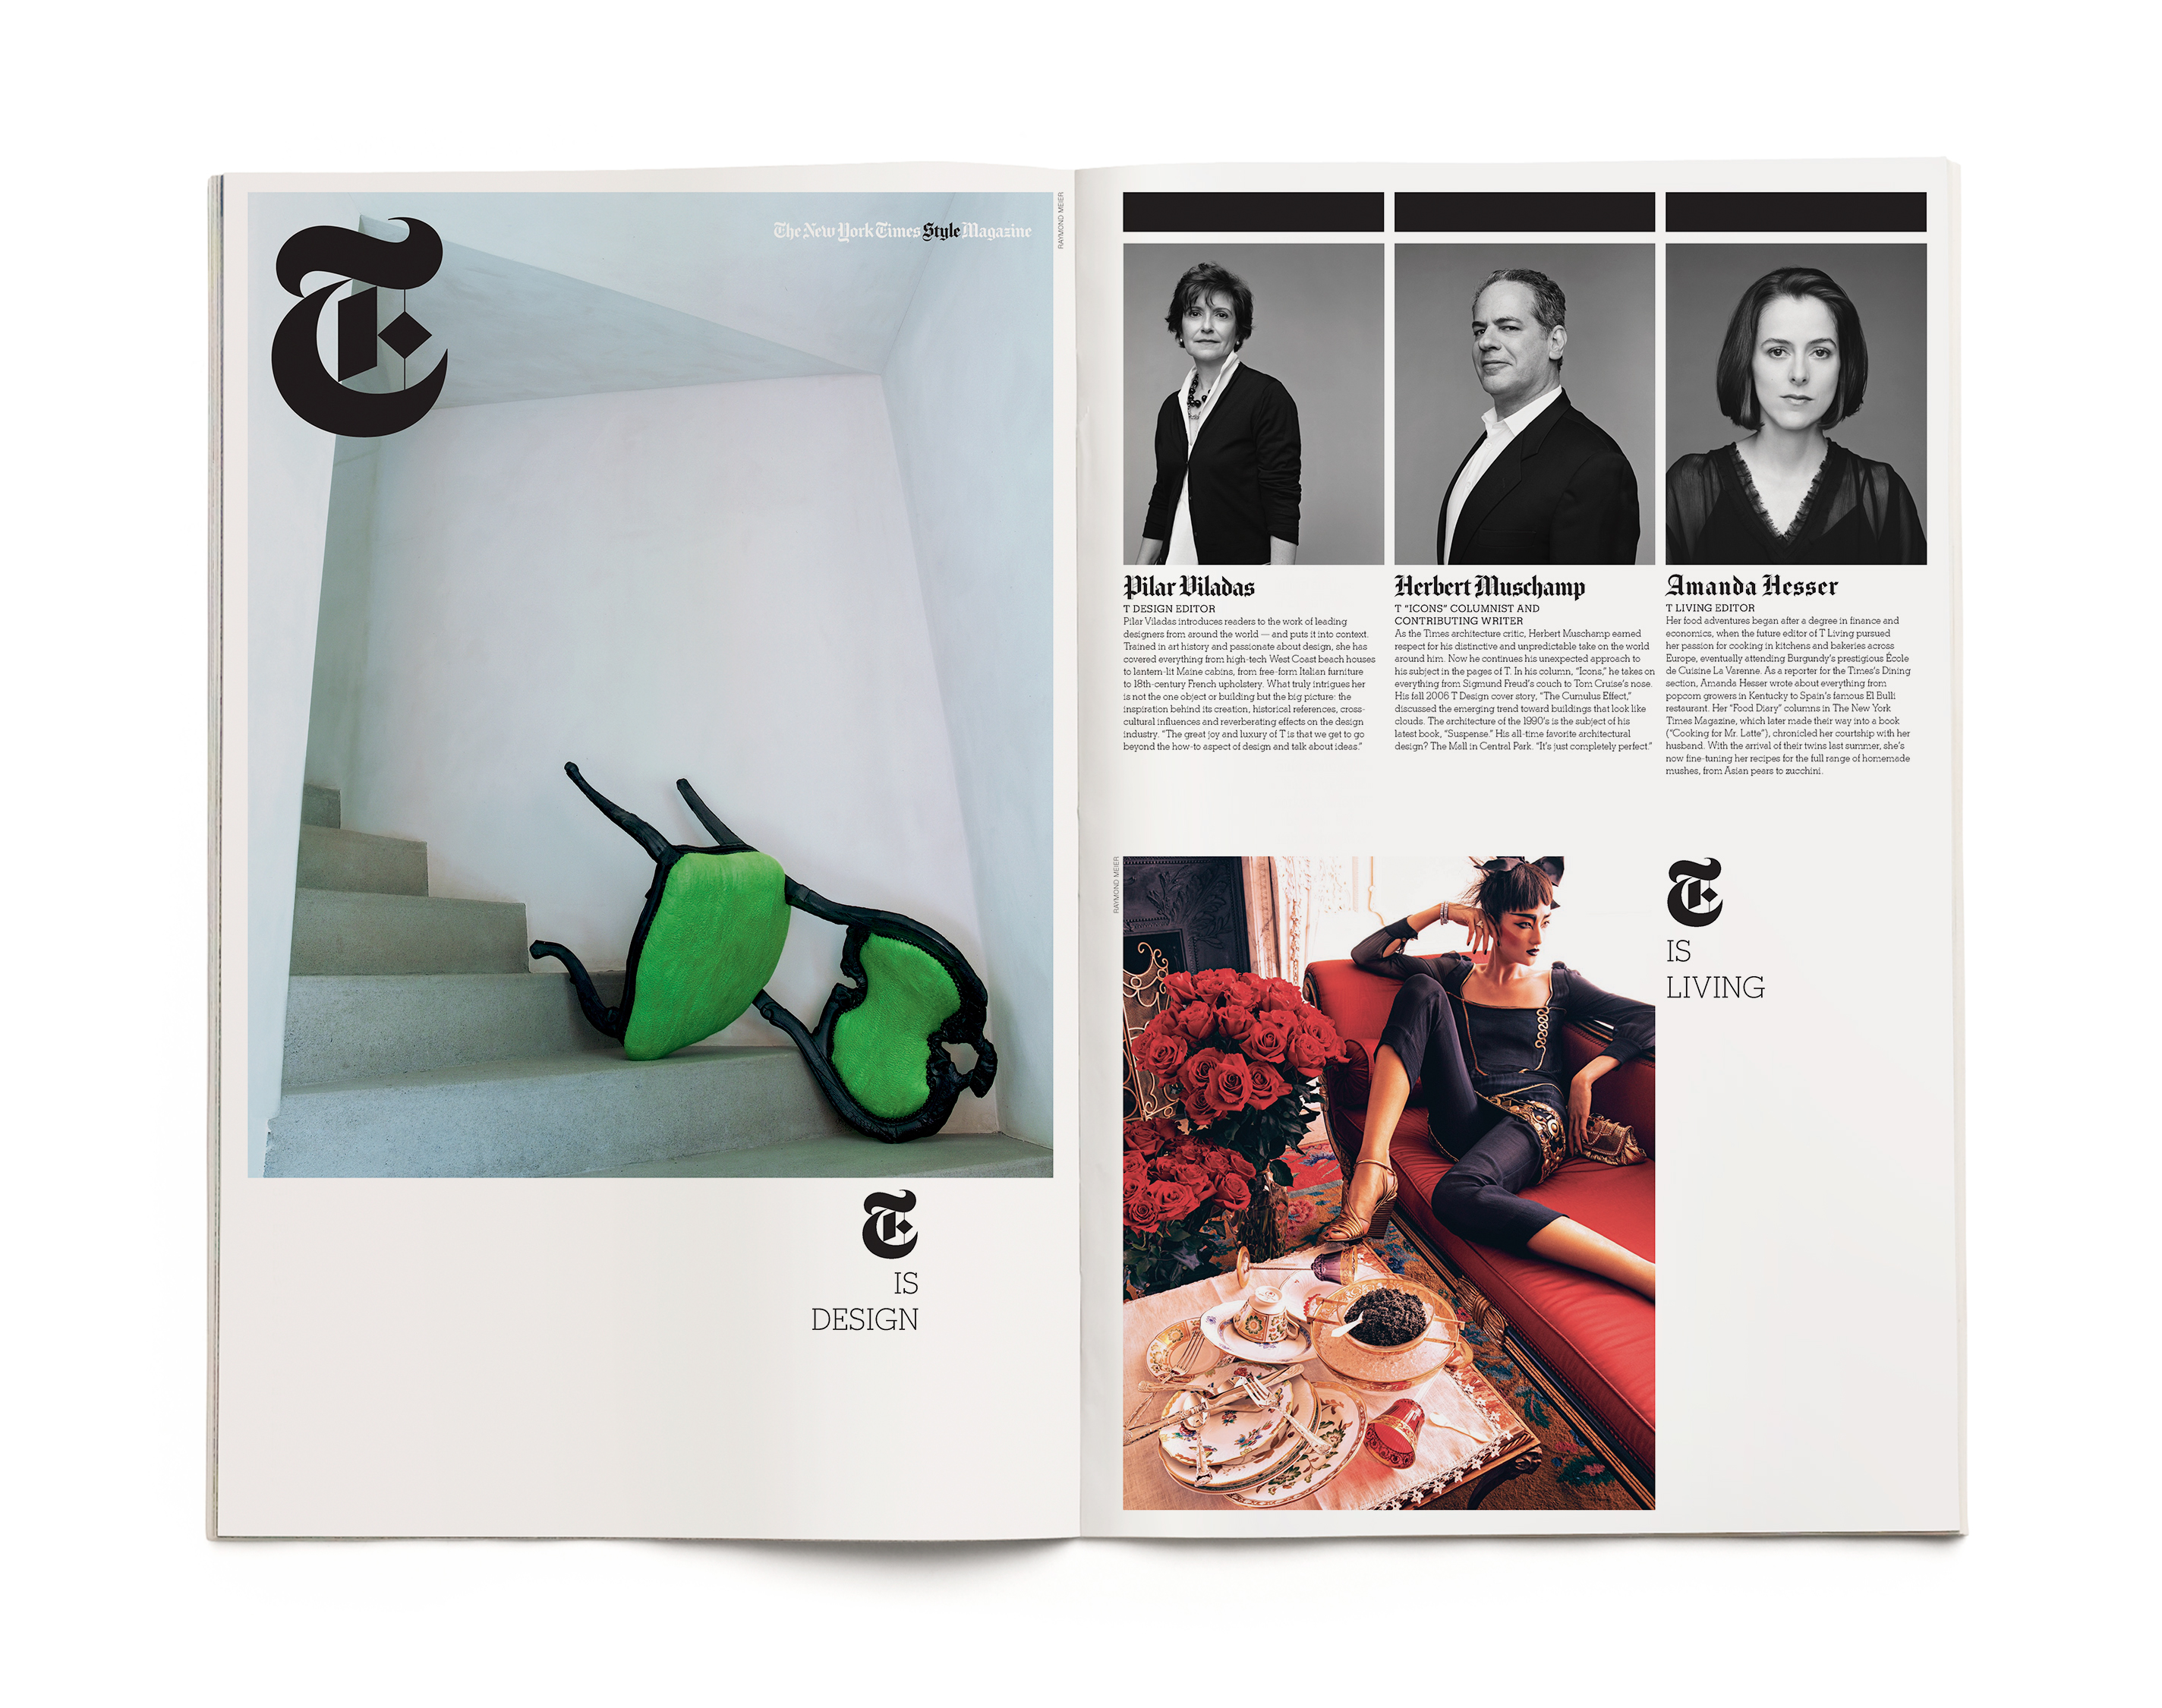 T
The New York Times Style Magazine
RAYMOND MEIER
T
IS
DESIGN
Pilar Viladas
T DESIGN EDITOR
Pilar Viladas introduces readers to the work of leading
designers from around the world — and puts it into context.
Trained in art history and passionate about design, she has
covered everything from high-tech West Coast beach houses
to lantern-lit Maine cabins, from free-form Italian furniture
to 18th-century French upholstery. What truly intrigues her
is not the one object or building but the big picture: the
inspiration behind its creation, historical references, cross-
cultural influences and reverberating effects on the design
industry. "The great joy and luxury of T is that we get to go
beyond the how-to aspect of design and talk about ideas."
Herbert Muschamp
T "ICONS" COLUMNIST AND
CONTRIBUTING WRITER
As the Times architecture critic, Herbert Muschamp earned
respect for his distinctive and unpredictable take on the world
around him. Now he continues his unexpected approach to
his subject in the pages of T. In his column, "Icons," he takes on
everything from Sigmund Freud's couch to Tom Cruise's nose.
His fall 2006 T Design cover story, "The Cumulus Effect,"
discussed the emerging trend toward buildings that look like
clouds. The architecture of the 1990's is the subject of his
latest book, "Suspense." His all-time favorite architectural
design? The Mall in Central Park. "It's just completely perfect."
Amanda Hesser
T LIVING EDITOR
Her food adventures began after a degree in finance and
economics, when the future editor of T Living pursued
her passion for cooking in kitchens and bakeries across
Europe, eventually attending Burgundy's prestigious École
de Cuisine La Varenne. As a reporter for the Times's Dining
section, Amanda Hesser wrote about everything from
popcorn growers in Kentucky to Spain's famous El Bulli
restaurant. Her "Food Diary" columns in The New York
Times Magazine, which later made their way into a book
("Cooking for Mr. Latte"), chronicled her courtship with her
husband. With the arrival of their twins last summer, she's
now fine-tuning her recipes for the full range of homemade
mushes, from Asian pears to zucchini.
RAYMOND MEIER
T
IS
LIVING